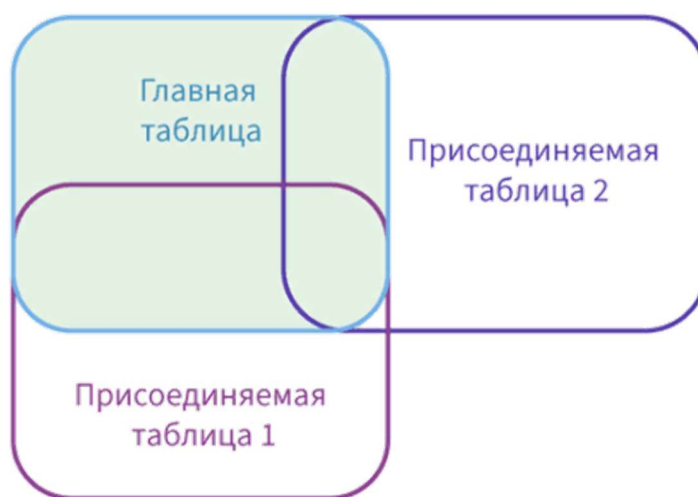 Главная
таблица
Присоединяемая
таблица 2
Присоединяемая
таблица 1